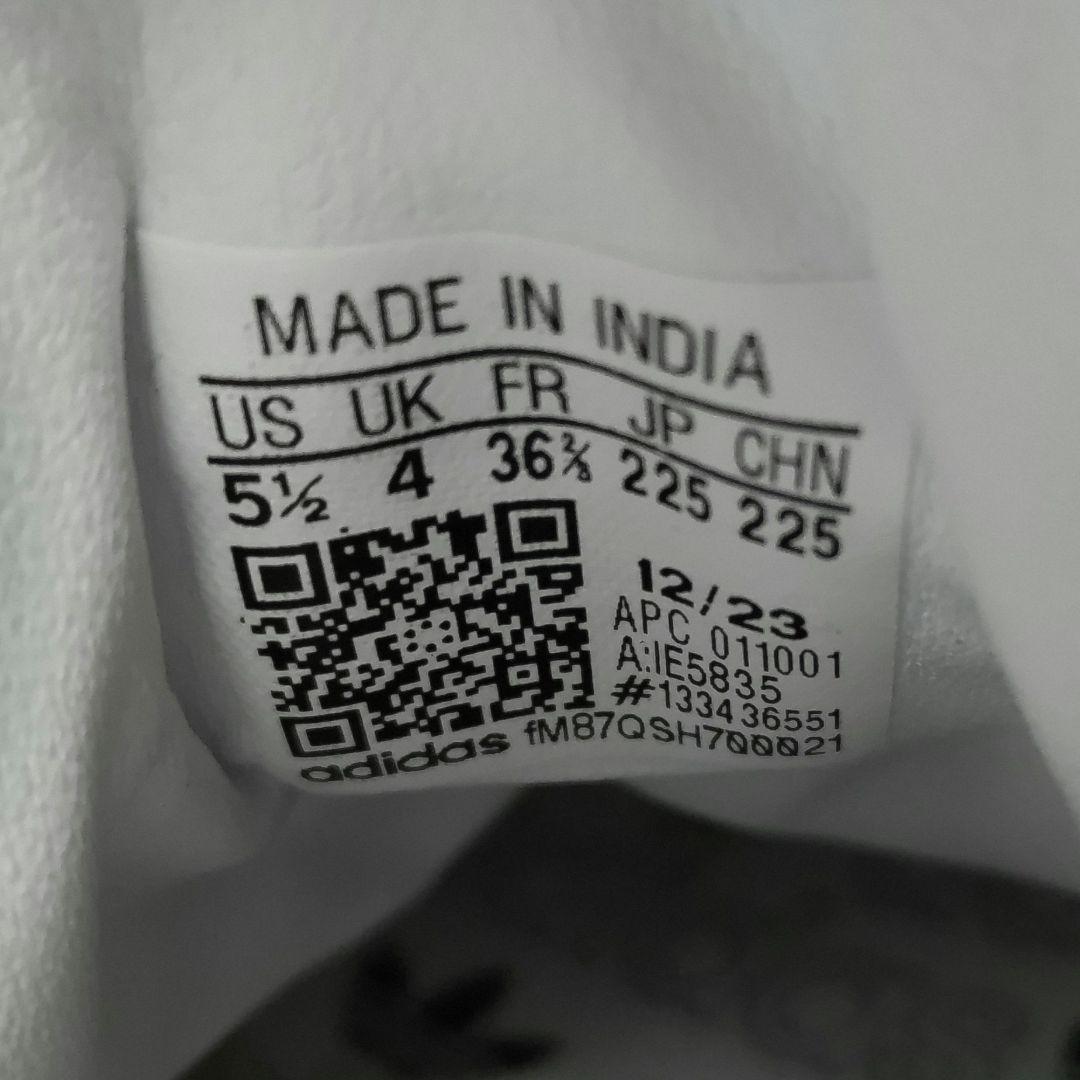 MADE IN INDIA
US UK FR JP CHN
5½ 4 36⅔ 225 225
12/23
APC 011001
A:IE5835
#133436551
adidas fM87QSH700021